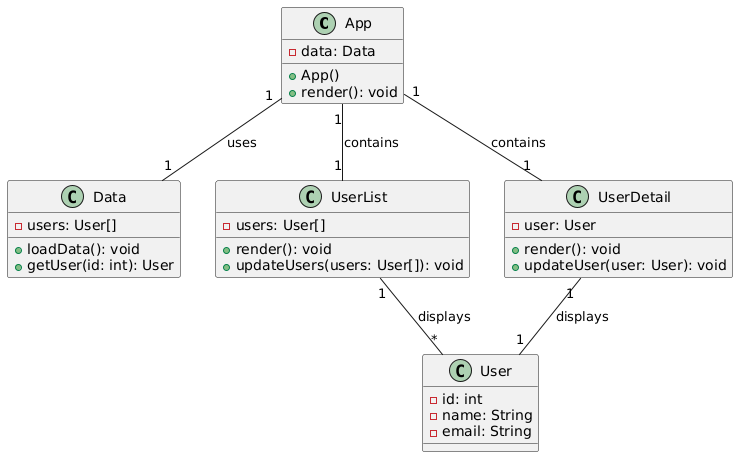 C App
data: Data
App()
render(): void
1 1 1
uses
contains
contains
1 1 1
C Data
users: User[]
loadData(): void
getUser(id: int): User
C UserList
users: User[]
render(): void
updateUsers(users: User[]): void
C UserDetail
user: User
render(): void
updateUser(user: User): void
1 1
displays
displays
* 1
C User
id: int
name: String
email: String